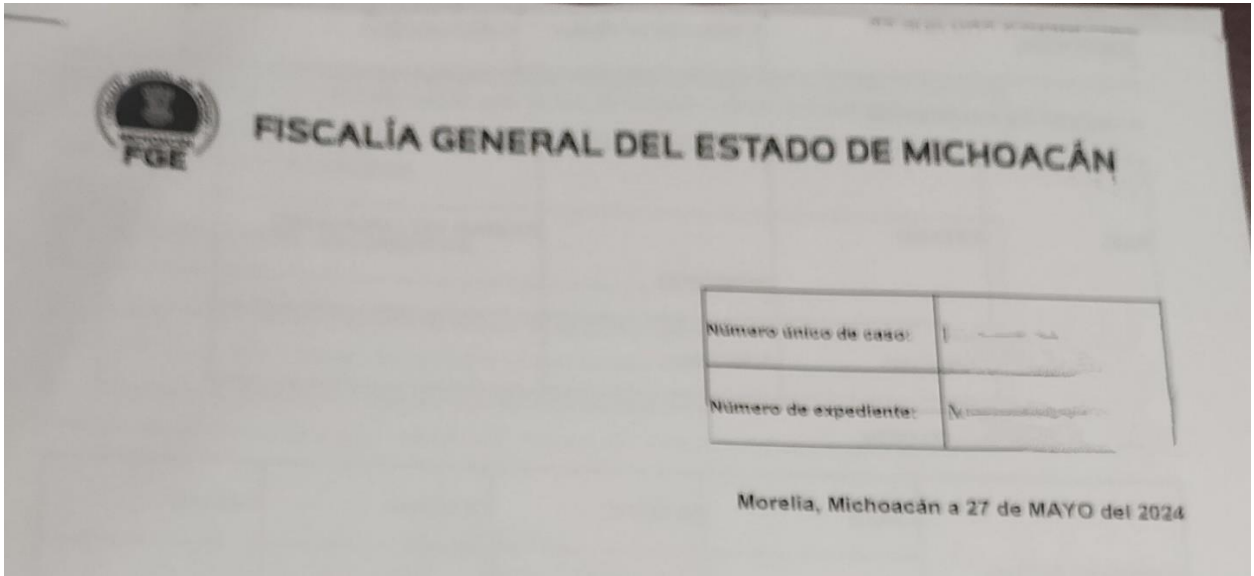 FGE
FISCALÍA GENERAL DEL ESTADO DE MICHOACÁN
Número único de caso:
Número de expediente:
Morelia, Michoacán a 27 de MAYO del 2024